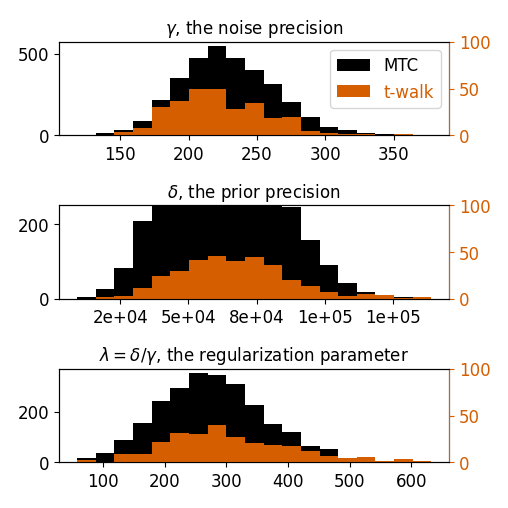 γ, the noise precision
500
0
100
50
0
MTC
t-walk
150 200 250 300 350
δ, the prior precision
200
0
100
50
0
2e+04 5e+04 8e+04 1e+05 1e+05
λ = δ/γ, the regularization parameter
200
0
100
50
0
100 200 300 400 500 600